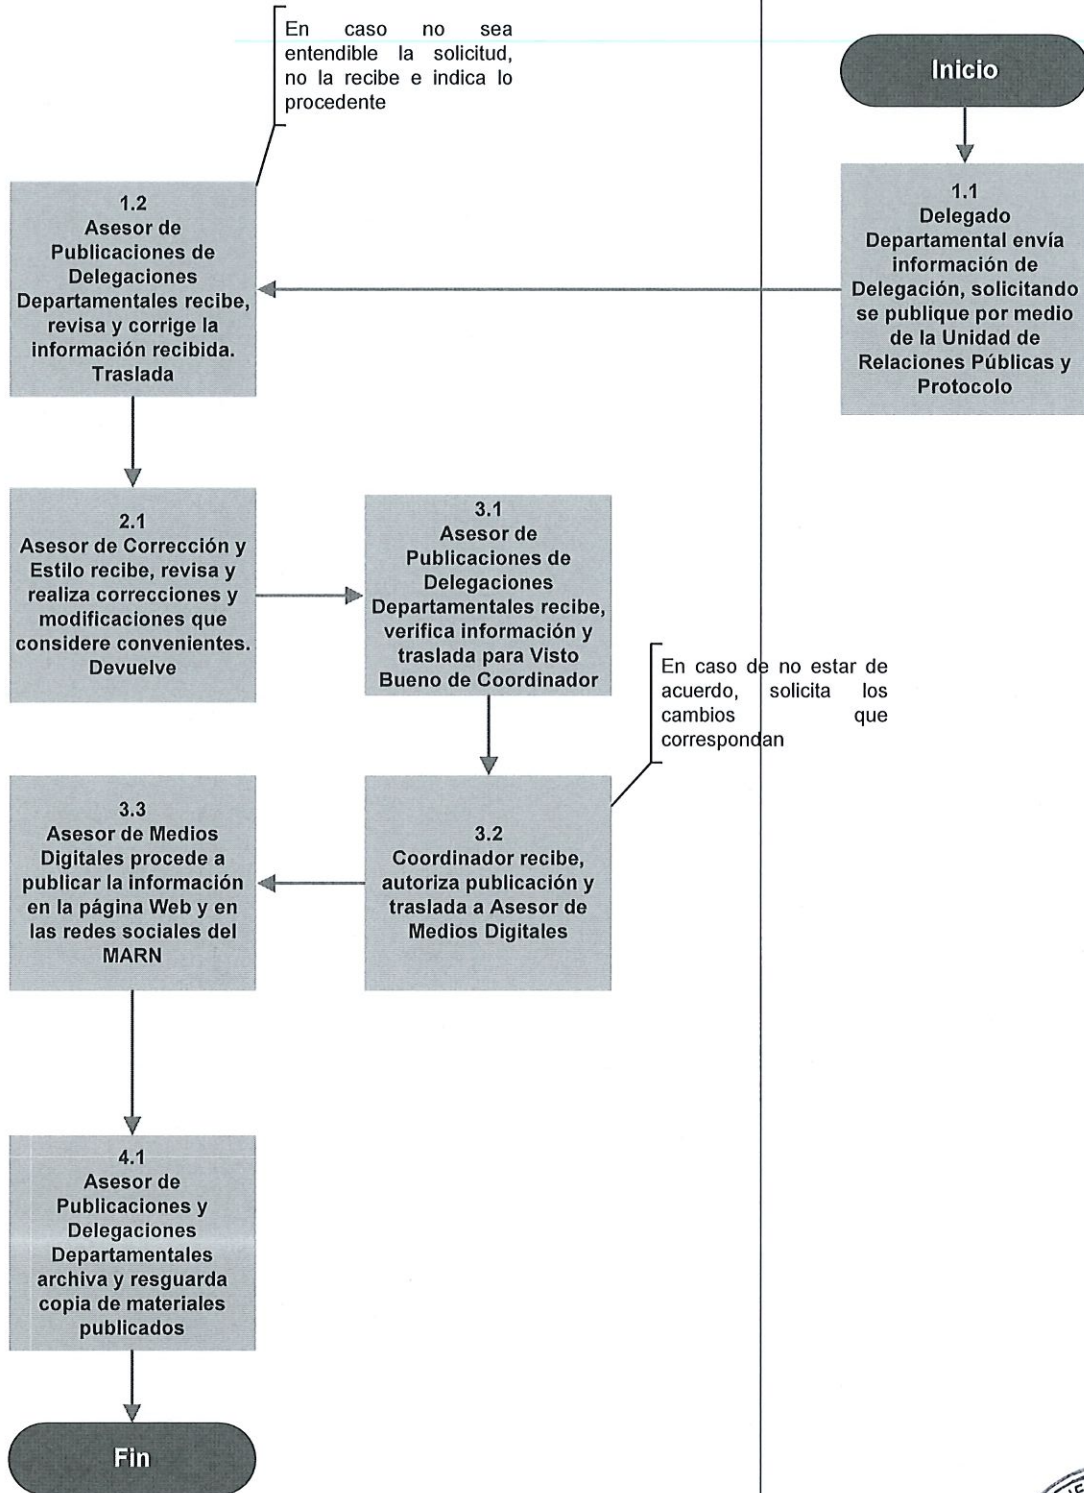 En caso no sea
entendible la solicitud,
no la recibe e indica lo
procedente
Inicio
1.1
Delegado
Departamental envía
información de
Delegación, solicitando
se publique por medio
de la Unidad de
Relaciones Públicas y
Protocolo
1.2
Asesor de
Publicaciones de
Delegaciones
Departamentales recibe,
revisa y corrige la
información recibida.
Traslada
2.1
Asesor de Corrección y
Estilo recibe, revisa y
realiza correcciones y
modificaciones que
considere convenientes.
Devuelve
3.1
Asesor de
Publicaciones de
Delegaciones
Departamentales recibe,
verifica información y
traslada para Visto
Bueno de Coordinador
En caso de no estar de
acuerdo, solicita los
cambios que
correspondan
3.2
Coordinador recibe,
autoriza publicación y
traslada a Asesor de
Medios Digitales
3.3
Asesor de Medios
Digitales procede a
publicar la información
en la página Web y en
las redes sociales del
MARN
4.1
Asesor de
Publicaciones y
Delegaciones
Departamentales
archiva y resguarda
copia de materiales
publicados
Fin